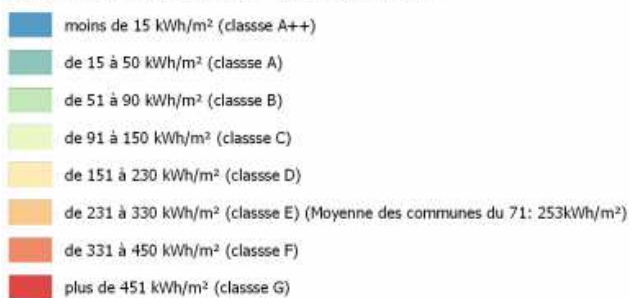 moins de 15 kWh/m² (classse A++)
de 15 à 50 kWh/m² (classse A)
de 51 à 90 kWh/m² (classse B)
de 91 à 150 kWh/m² (classse C)
de 151 à 230 kWh/m² (classse D)
de 231 à 330 kWh/m² (classse E) (Moyenne des communes du 71: 253kWh/m²)
de 331 à 450 kWh/m² (classse F)
plus de 451 kWh/m² (classse G)